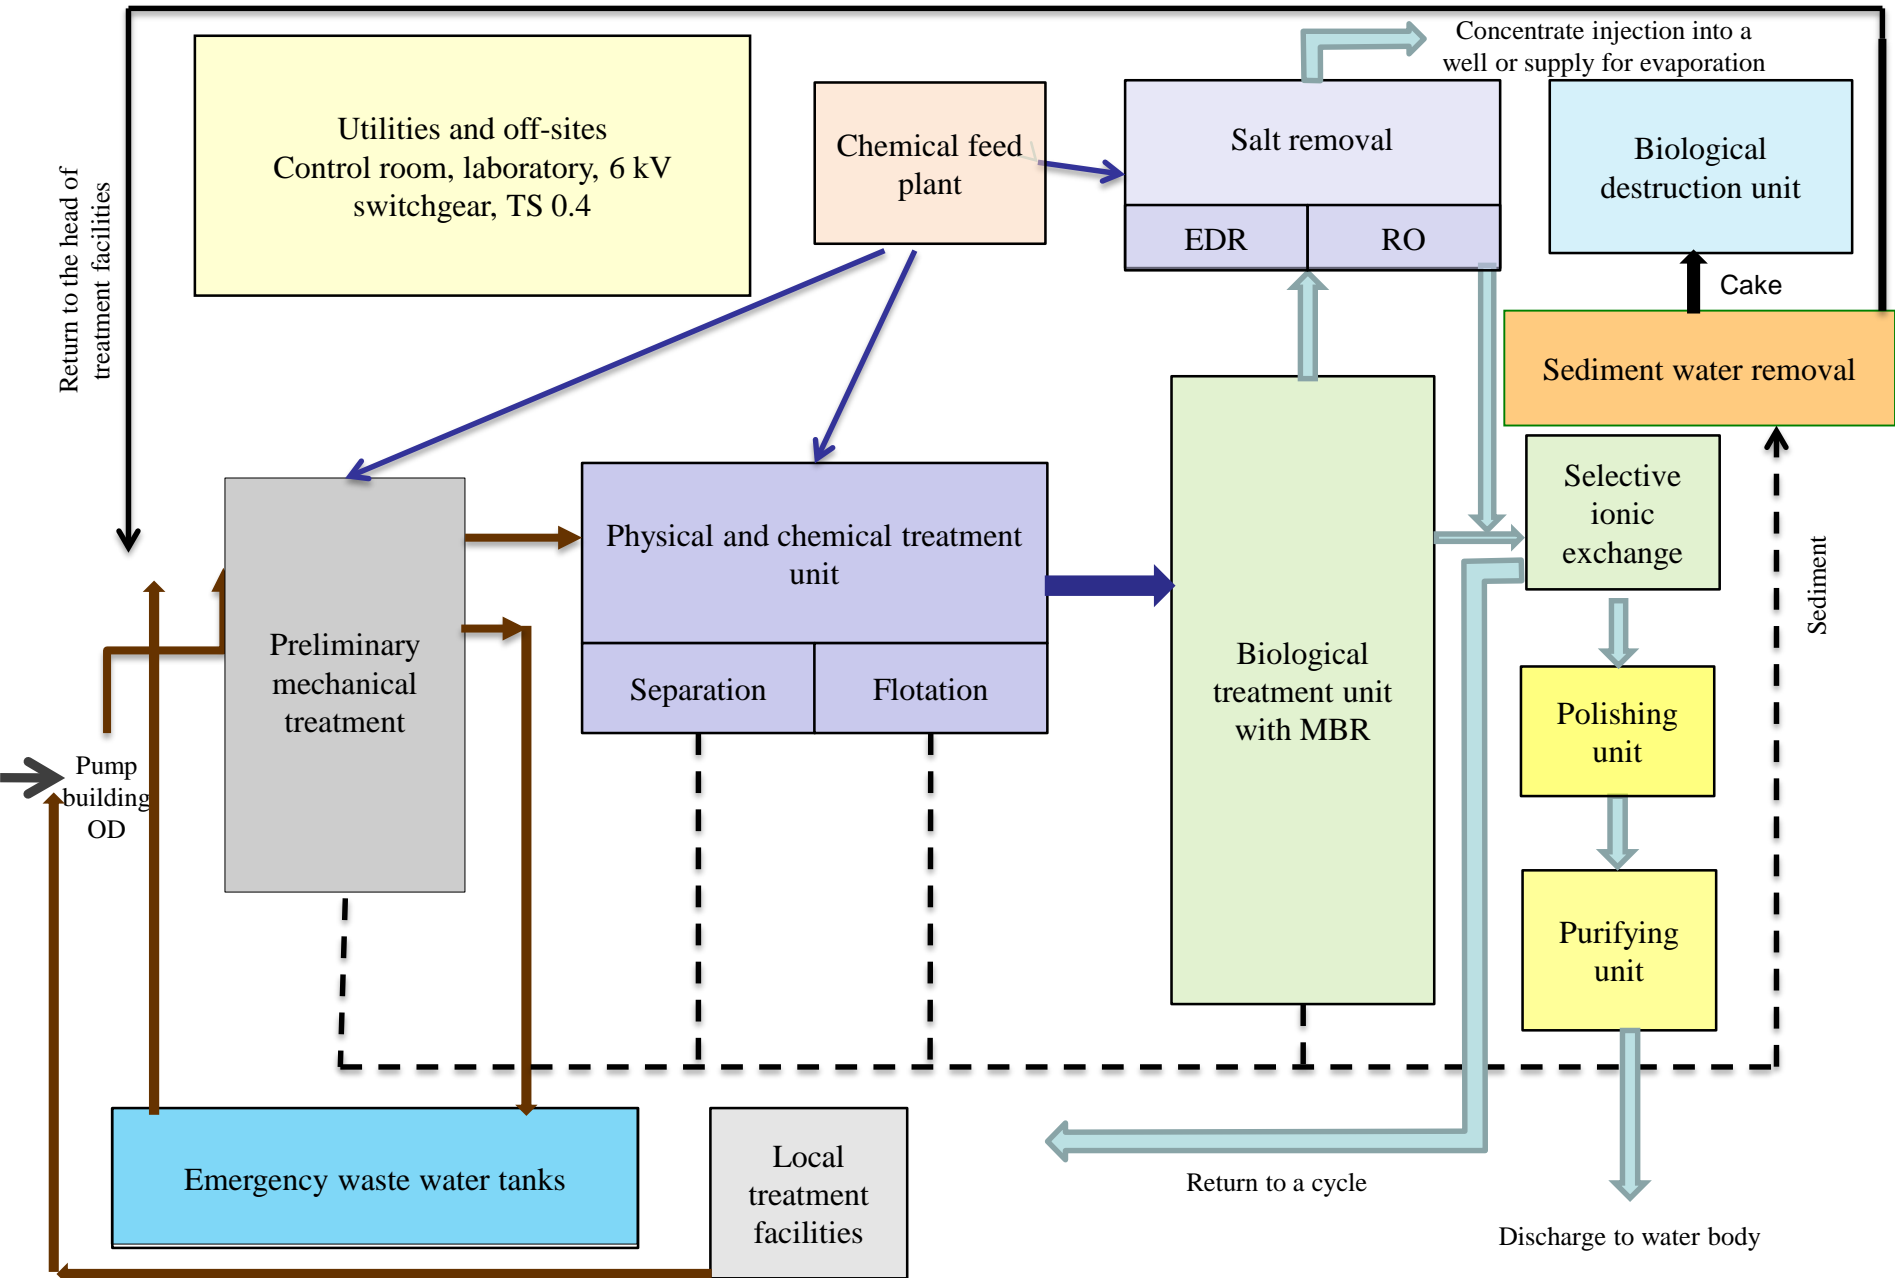 Concentrate injection into a
well or supply for evaporation
Utilities and off-sites
Control room, laboratory, 6 kV
switchgear, TS 0.4
Chemical feed
plant
Salt removal
EDR
RO
Biological
destruction unit
Cake
Return to the head of
treatment facilities
Sediment water removal
Selective
ionic
exchange
Physical and chemical treatment
unit
Separation
Flotation
Preliminary
mechanical
treatment
Biological
treatment unit
with MBR
Sediment
Polishing
unit
Pump
building
OD
Purifying
unit
Emergency waste water tanks
Local
treatment
facilities
Return to a cycle
Discharge to water body